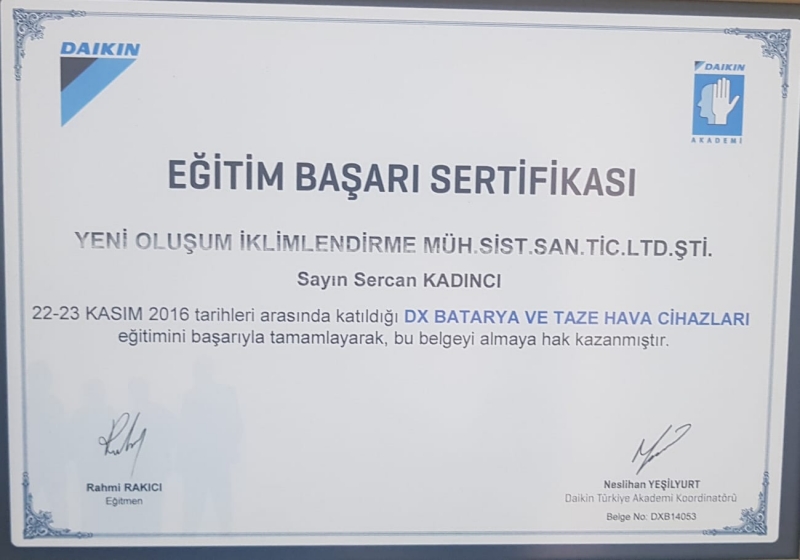 DAIKIN
DAIKIN
AKADEMİ
EĞİTİM BAŞARI SERTİFİKASI
YENİ OLUŞUM İKLİMLENDİRME MÜH.SİST.SAN.TİC.LTD.ŞTİ.
Sayın Sercan KADINCI
22-23 KASIM 2016 tarihleri arasında katıldığı DX BATARYA VE TAZE HAVA CİHAZLARI
eğitimini başarıyla tamamlayarak, bu belgeyi almaya hak kazanmıştır.
Rahmi RAKICI
Eğitmen
Neslihan YEŞİLYURT
Daikin Türkiye Akademi Koordinatörü
Belge No: DXB14053